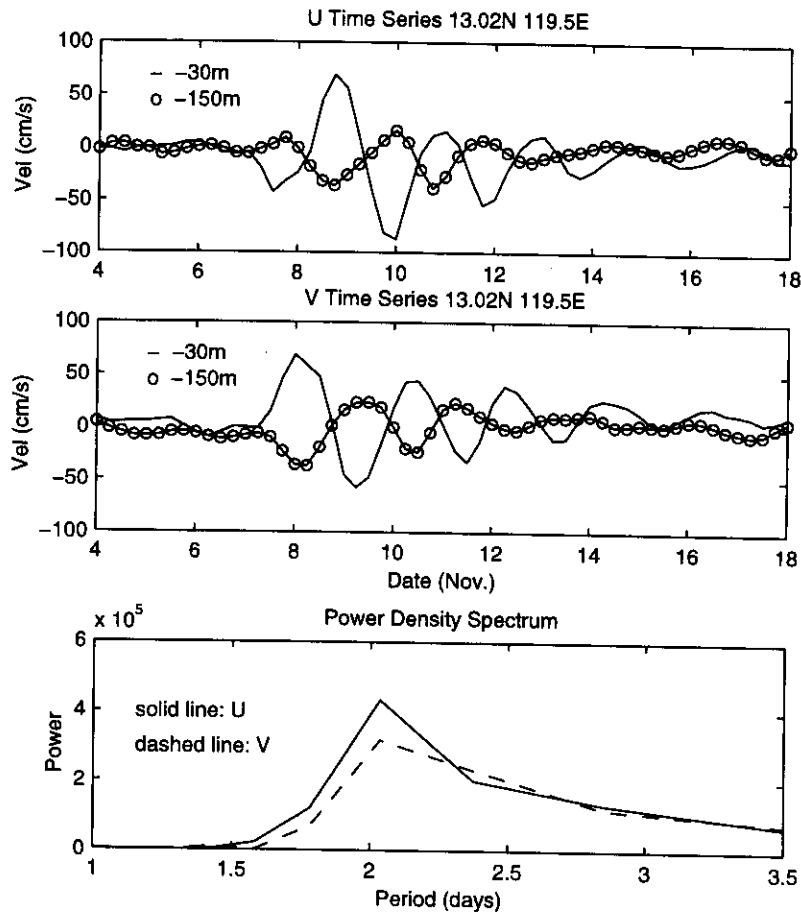 U Time Series 13.02N 119.5E
100
50
0
−50
−100
Vel (cm/s)
— −30m
o −150m
4 6 8 10 12 14 16 18
V Time Series 13.02N 119.5E
100
50
0
−50
−100
Vel (cm/s)
— −30m
o −150m
4 6 8 10 12 14 16 18
Date (Nov.)
x 10^5
Power Density Spectrum
6
4
2
0
Power
solid line: U
dashed line: V
1 1.5 2 2.5 3 3.5
Period (days)